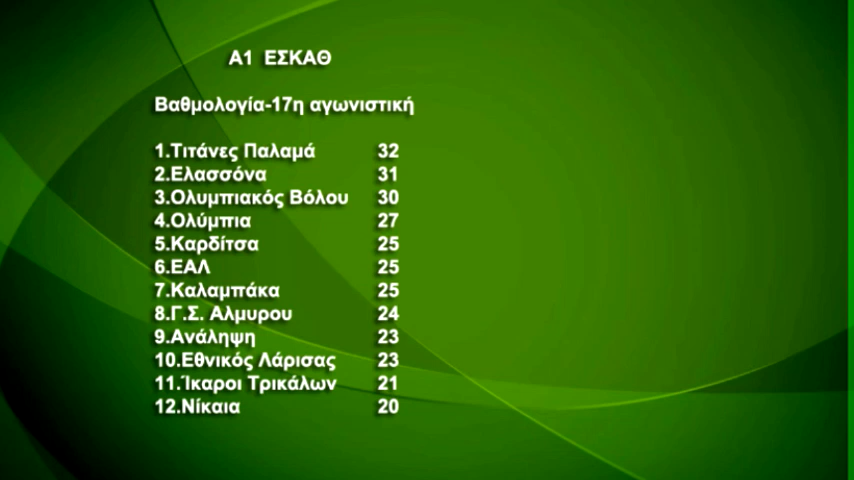 Α1 ΕΣΚΑΘ
Βαθμολογία-17η αγωνιστική
1.Τιτάνες Παλαμά 32
2.Ελασσόνα 31
3.Ολυμπιακός Βόλου 30
4.Ολύμπια 27
5.Καρδίτσα 25
6.ΕΑΛ 25
7.Καλαμπάκα 25
8.Γ.Σ. Αλμυρου 24
9.Ανάληψη 23
10.Εθνικός Λάρισας 23
11.Ίκαροι Τρικάλων 21
12.Νίκαια 20